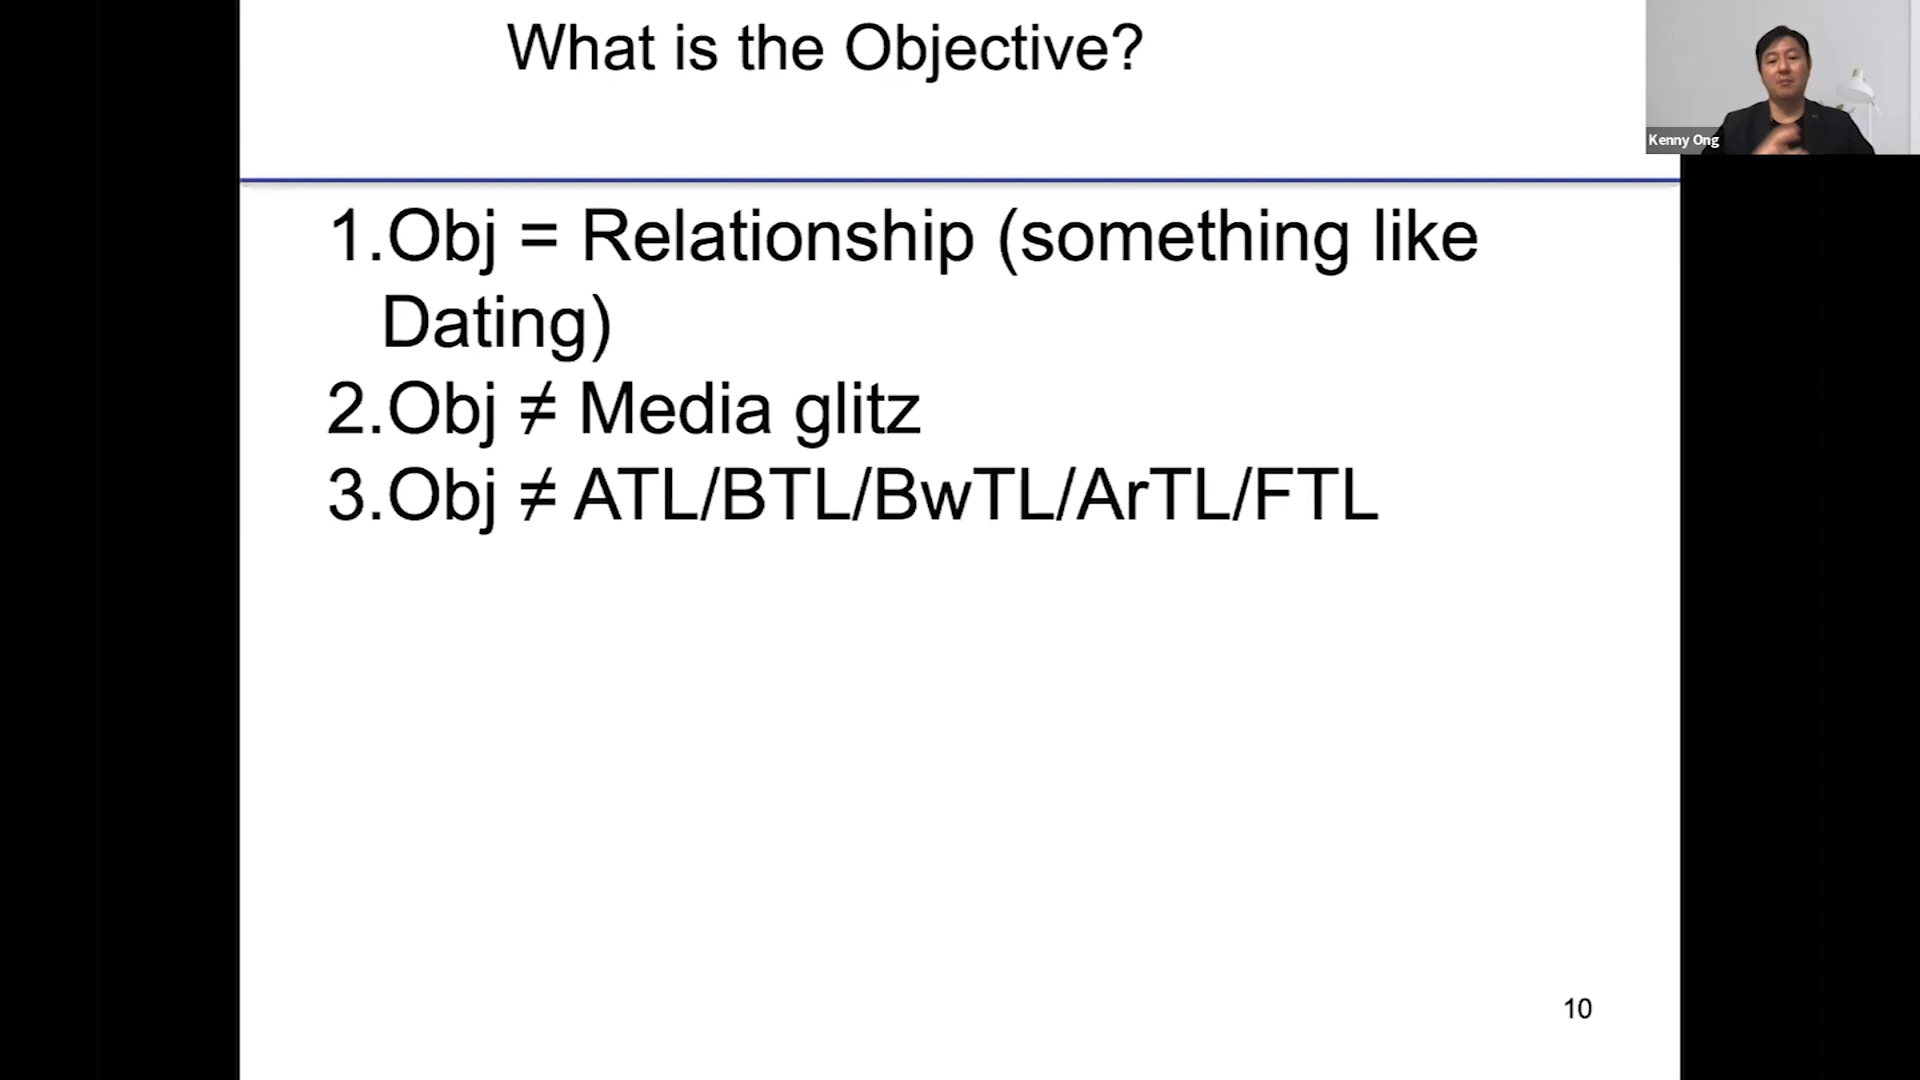 What is the Objective?
Kenny Ong
1.Obj = Relationship (something like
Dating)
2.Obj ≠ Media glitz
3.Obj ≠ ATL/BTL/BwTL/ArTL/FTL
10